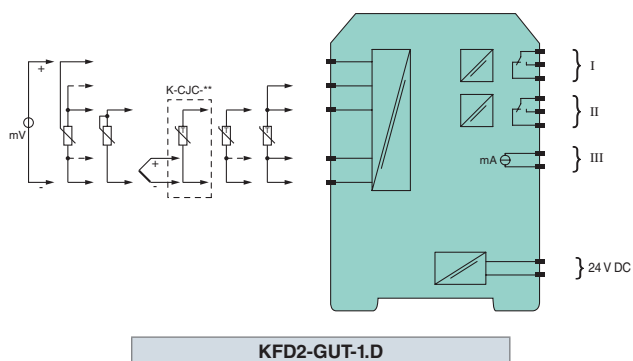 K-CJC-**
+
mV
-
+
-
I
II
mA
III
24 V DC
KFD2-GUT-1.D